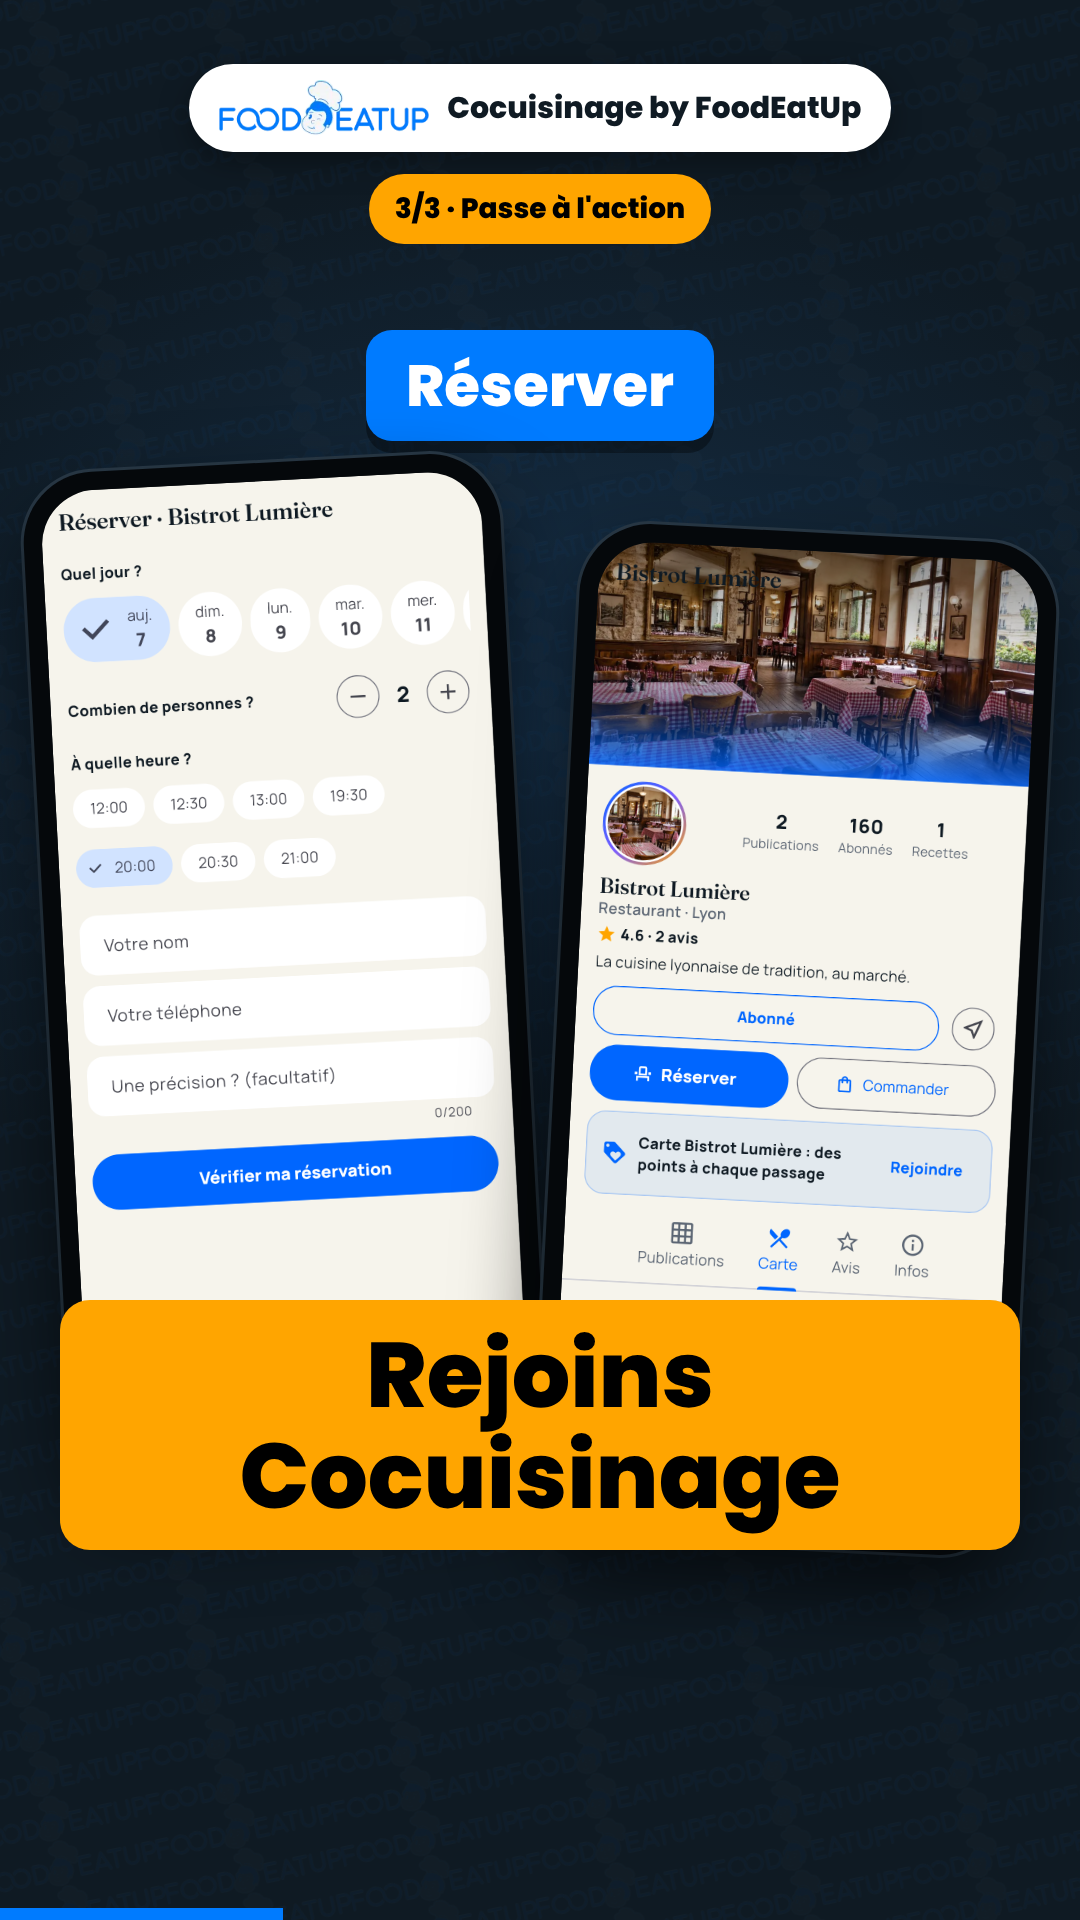 FOODEATUP Cocuisinage by FoodEatUp
3/3 · Passe à l'action
Réserver
Réserver · Bistrot Lumière
Quel jour ?
auj. 7
dim. 8
lun. 9
mar. 10
mer. 11
Combien de personnes ?
2
À quelle heure ?
12:00 12:30 13:00 19:30
20:00 20:30 21:00
Votre nom
Votre téléphone
Une précision ? (facultatif)
0/200
Vérifier ma réservation
Bistrot Lumière
2 160 1
Publications Abonnés Recettes
Bistrot Lumière
Restaurant · Lyon
4.6 · 2 avis
La cuisine lyonnaise de tradition, au marché.
Abonné
Réserver Commander
Carte Bistrot Lumière : des
points à chaque passage
Rejoindre
Publications Carte Avis Infos
Rejoins
Cocuisinage